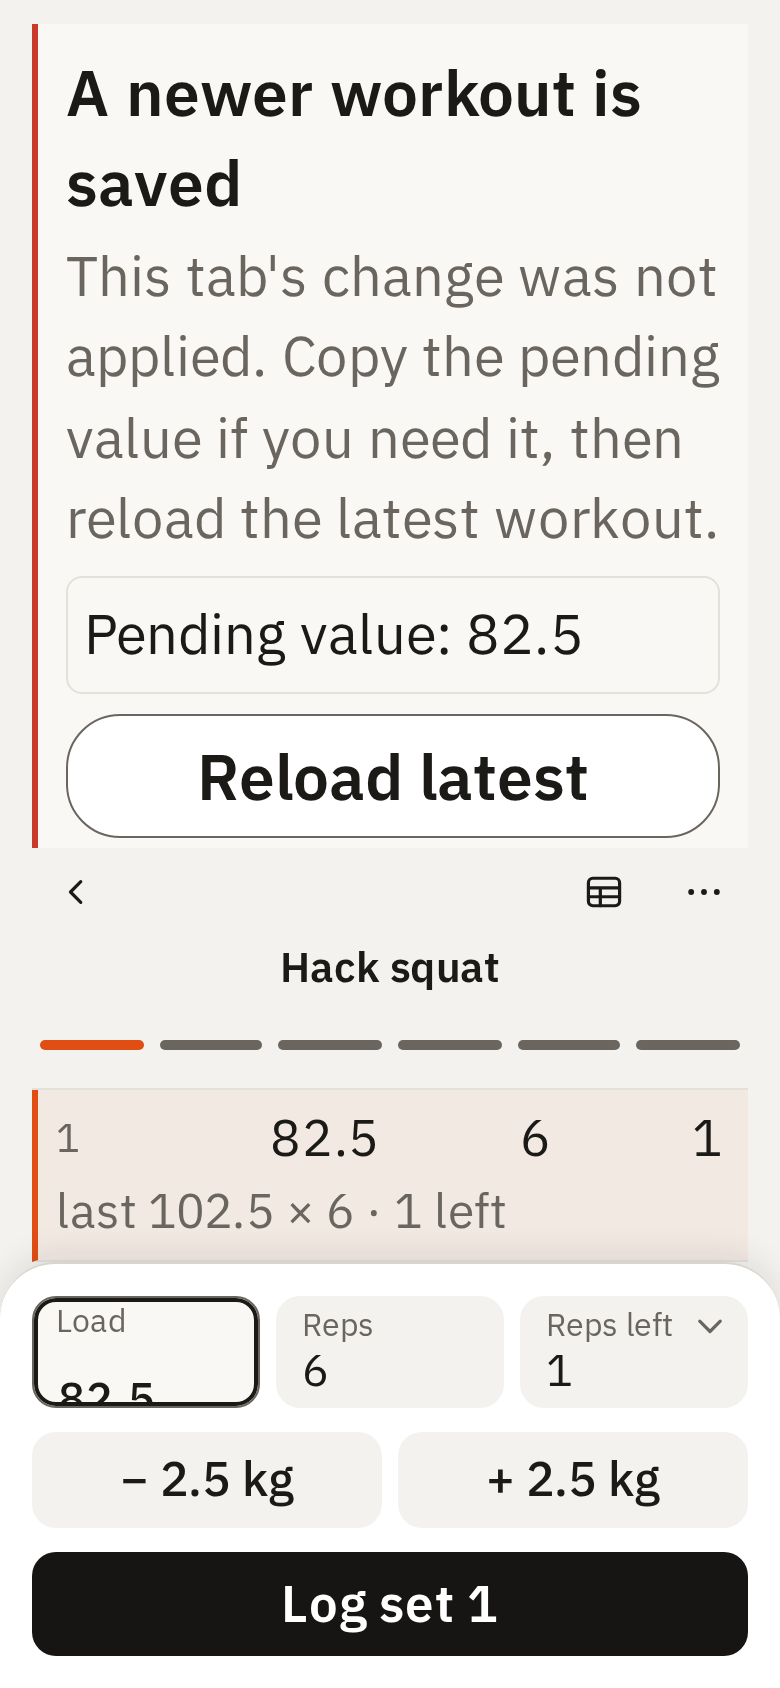 A newer workout is
saved
This tab's change was not
applied. Copy the pending
value if you need it, then
reload the latest workout.
Pending value: 82.5
Reload latest
Hack squat
1 82.5 6 1
last 102.5 × 6 · 1 left
Load Reps Reps left
82.5 6 1
− 2.5 kg + 2.5 kg
Log set 1